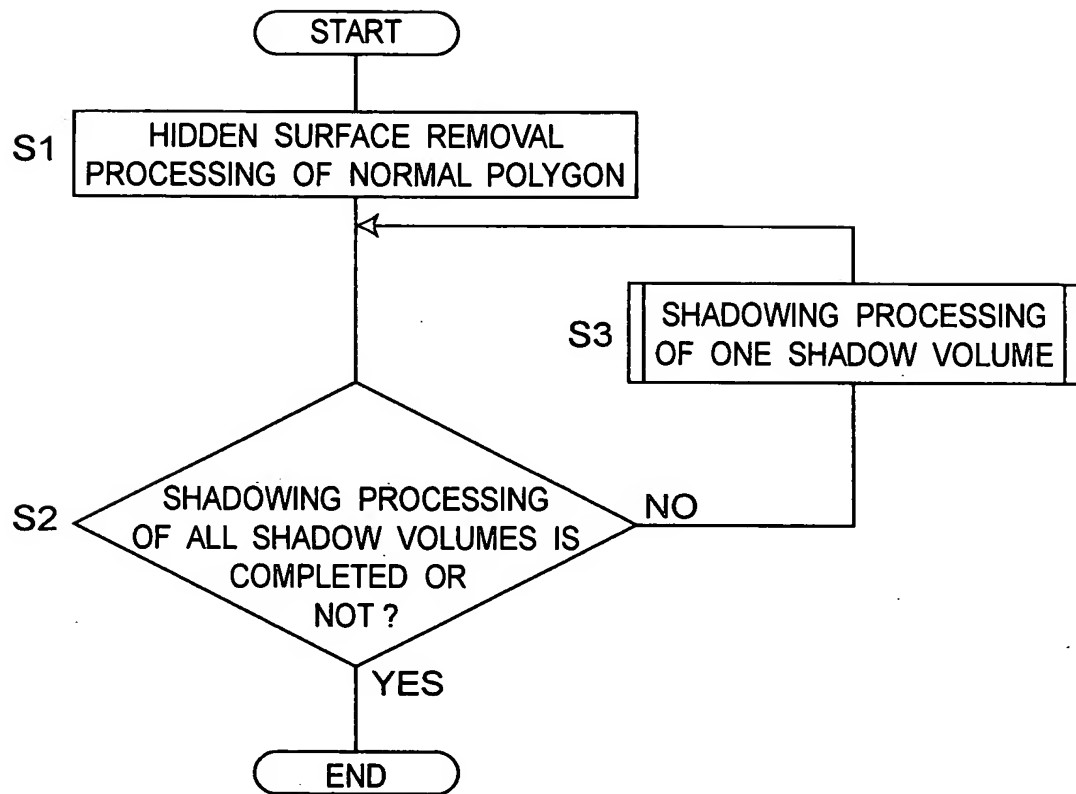 START
S1
HIDDEN SURFACE REMOVAL
PROCESSING OF NORMAL POLYGON
S3
SHADOWING PROCESSING
OF ONE SHADOW VOLUME
S2
SHADOWING PROCESSING
OF ALL SHADOW VOLUMES IS
COMPLETED OR
NOT ?
NO
YES
END